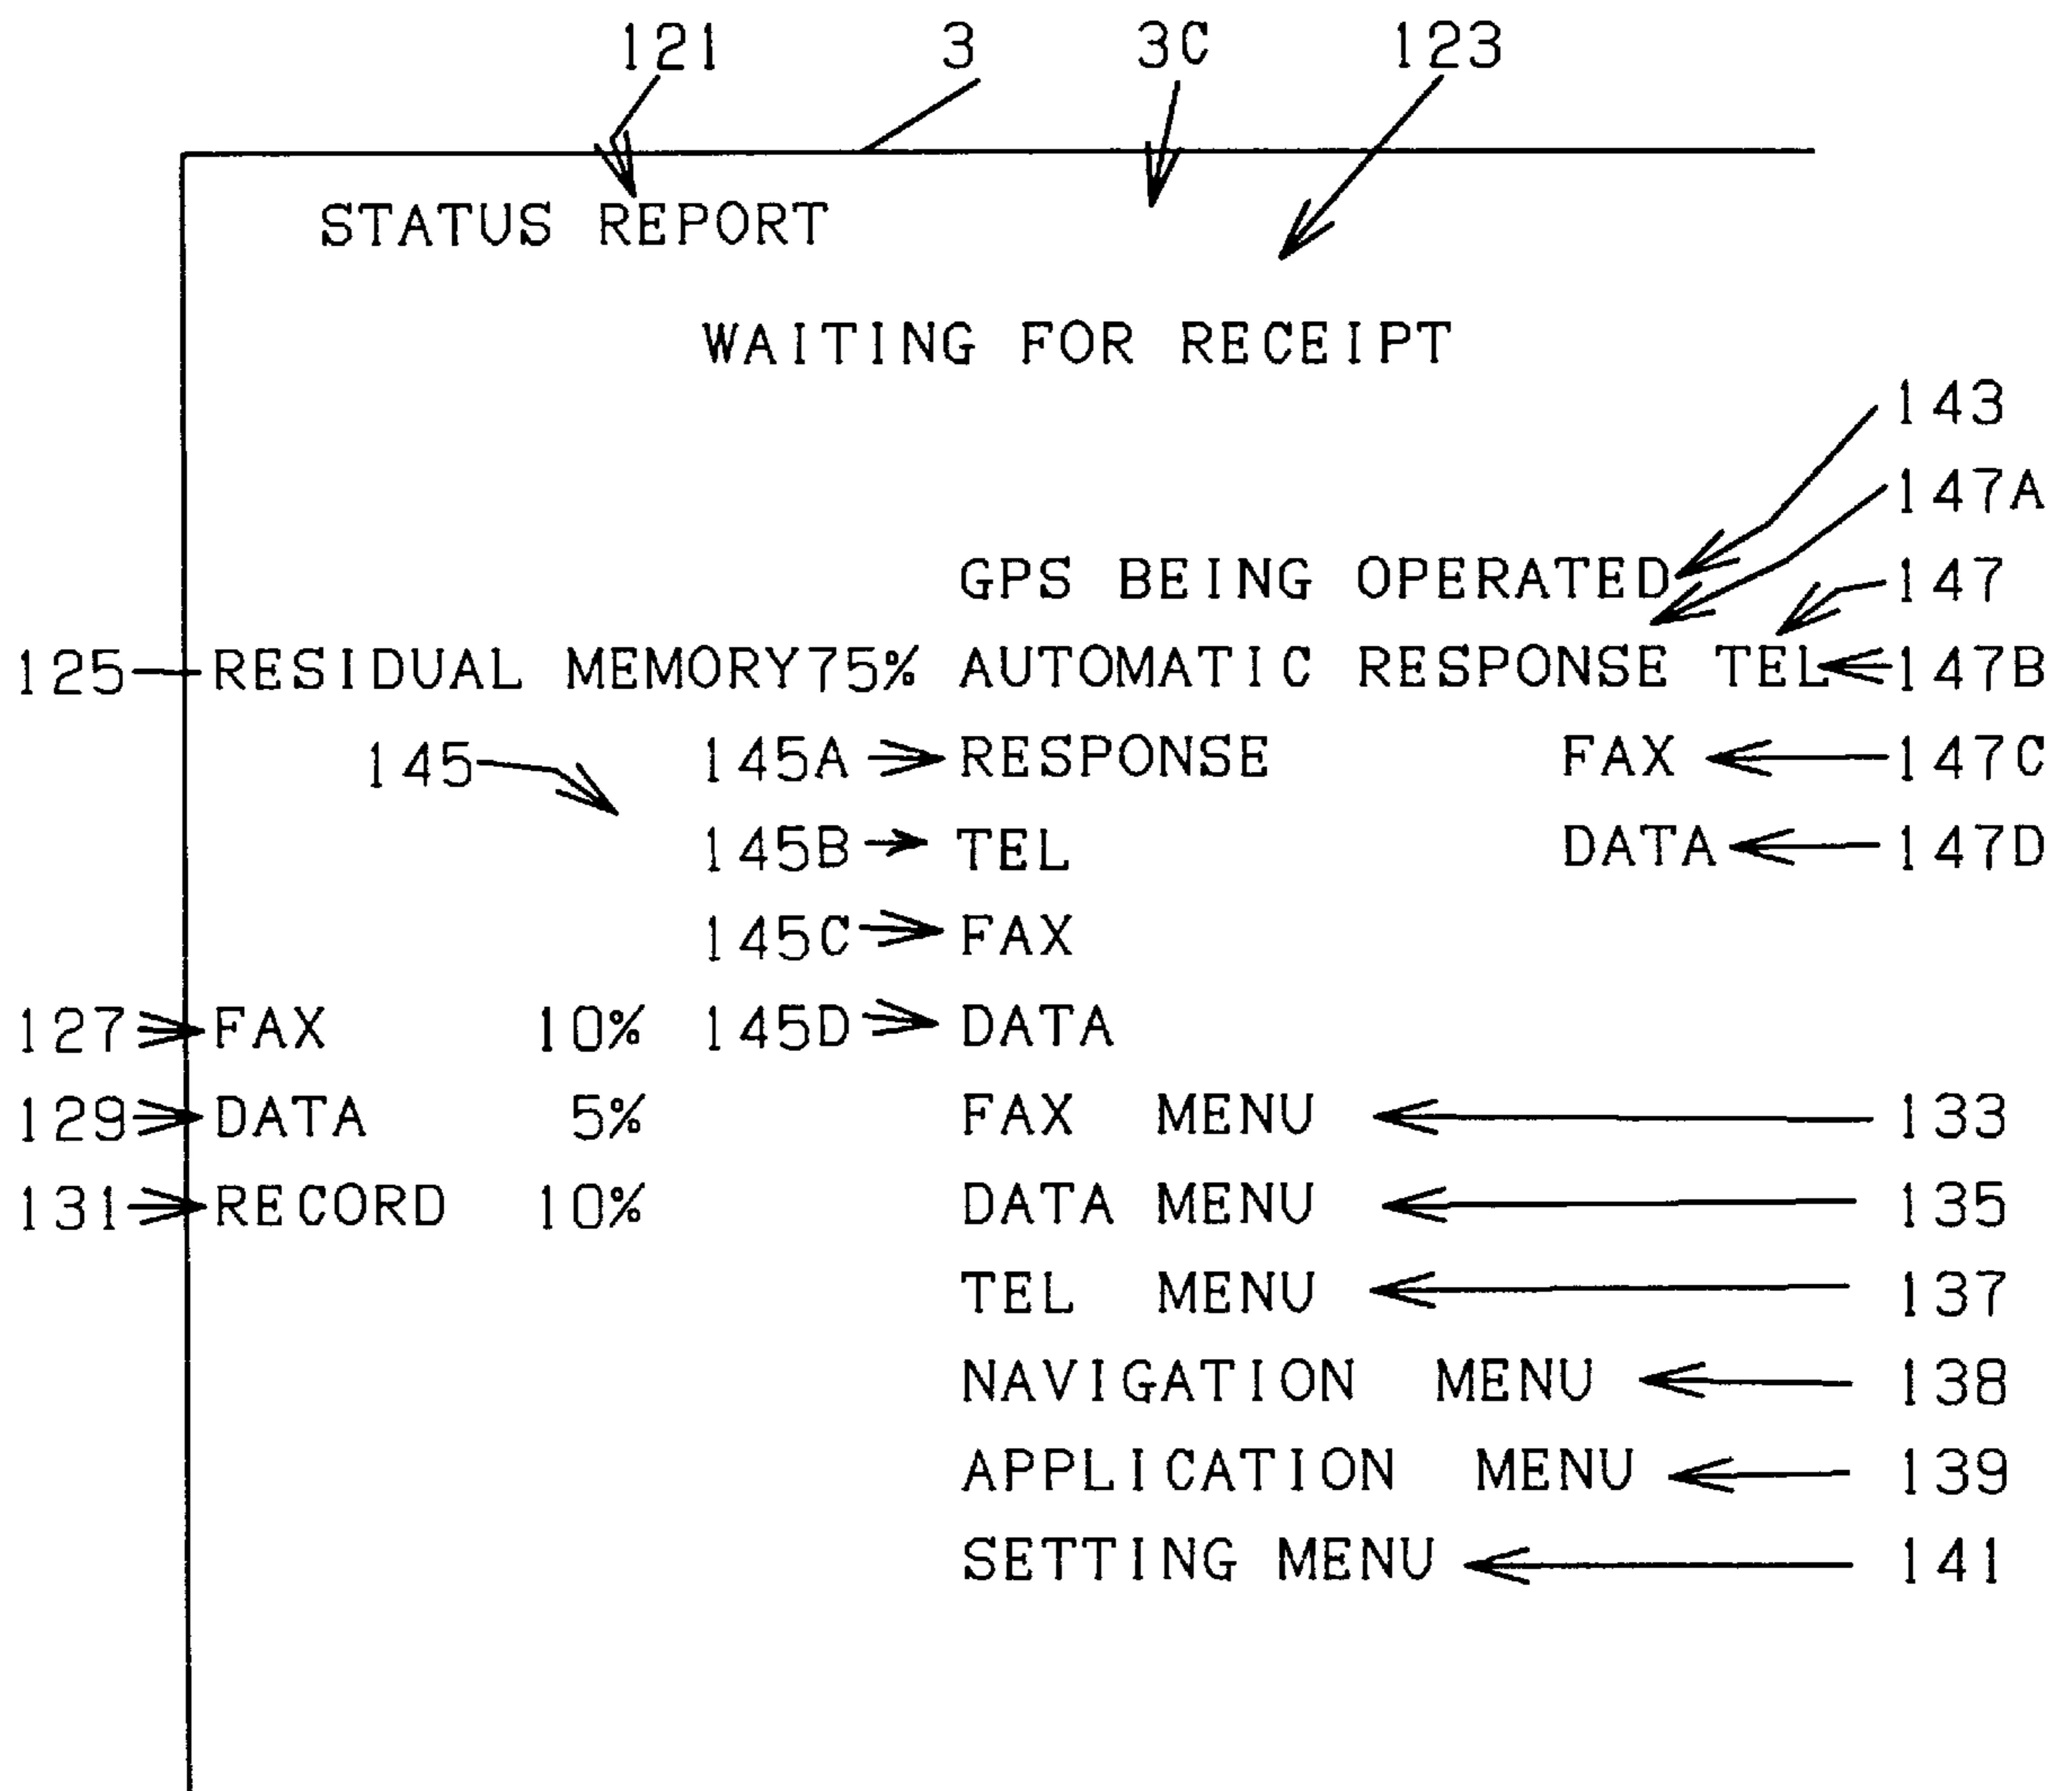 121 3 3C 123
STATUS REPORT
WAITING FOR RECEIPT
143
147A
GPS BEING OPERATED 147
125 RESIDUAL MEMORY75% AUTOMATIC RESPONSE TEL 147B
145 145A RESPONSE FAX 147C
145B TEL DATA 147D
145C FAX
127 FAX 10% 145D DATA
129 DATA 5% FAX MENU 133
131 RECORD 10% DATA MENU 135
TEL MENU 137
NAVIGATION MENU 138
APPLICATION MENU 139
SETTING MENU 141